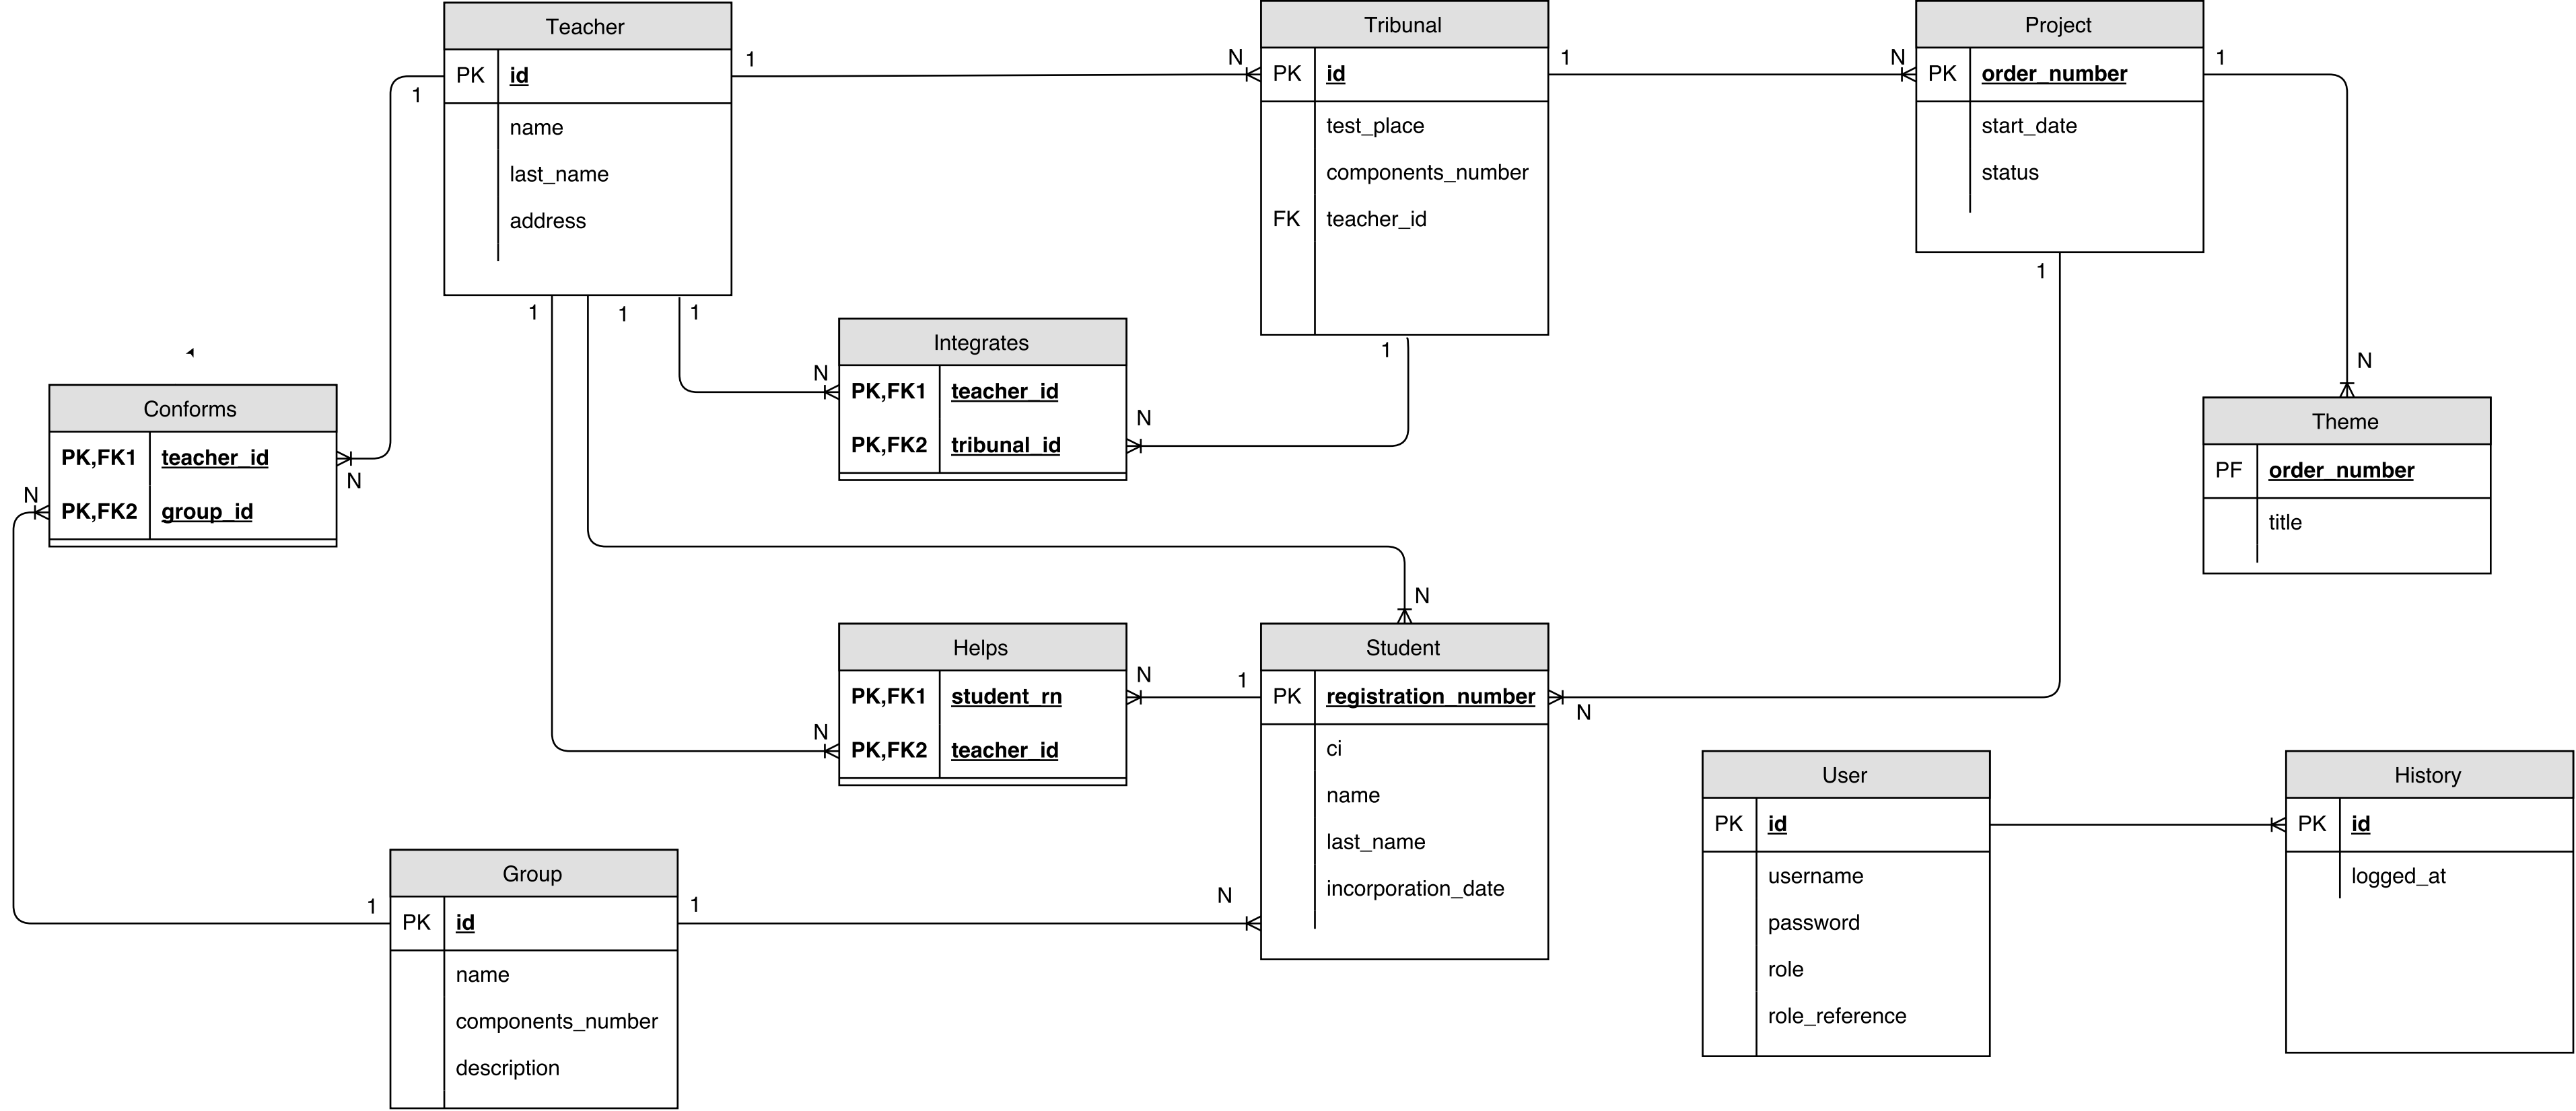 Teacher
PK id
name
last_name
address
Tribunal
PK id
test_place
components_number
FK teacher_id
Project
PK order_number
start_date
status
1
N
1
N
1
1
1
1
1
1
1
N
Integrates
PK,FK1 teacher_id
PK,FK2 tribunal_id
N
N
Conforms
PK,FK1 teacher_id
PK,FK2 group_id
N
N
Theme
PF order_number
title
N
Helps
PK,FK1 student_rn
PK,FK2 teacher_id
N
N
1
Student
PK registration_number
ci
name
last_name
incorporation_date
N
User
PK id
username
password
role
role_reference
History
PK id
logged_at
Group
PK id
name
components_number
description
1
1
N